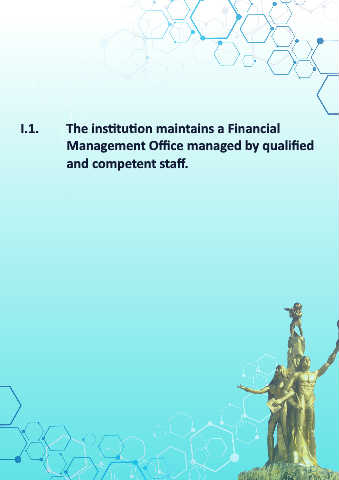 I.1. The institution maintains a Financial
Management Office managed by qualified
and competent staff.